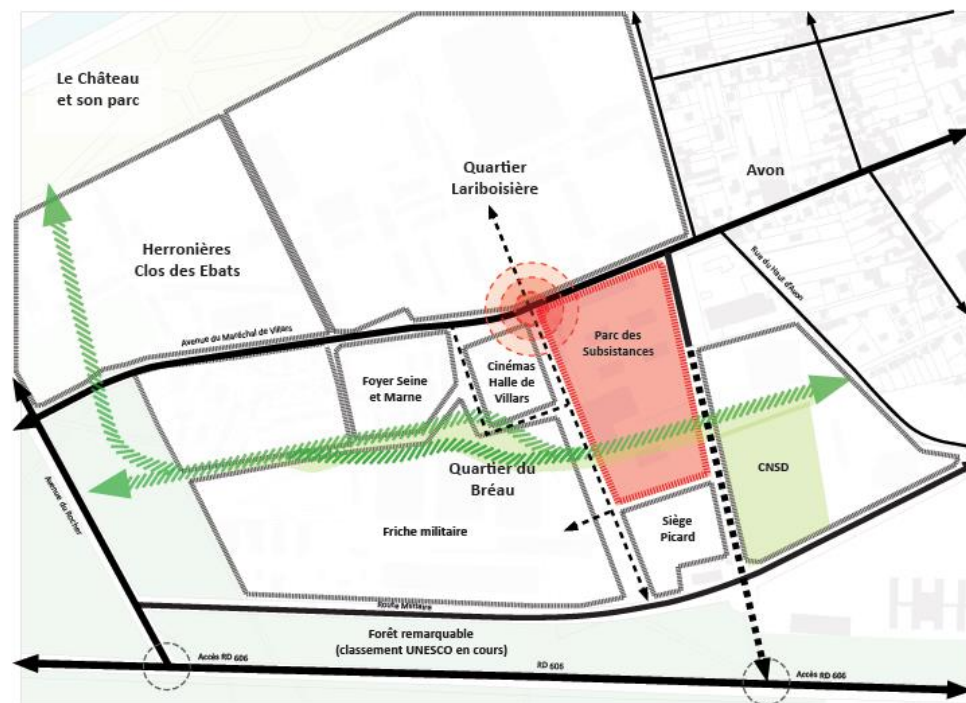 Le Château
et son parc
Quartier
Lariboisière
Avon
Herronières
Clos des Ebats
Rue du Haut d'Avon
Avenue du Maréchal de Villars
Parc des
Subsistances
Foyer Seine
et Marne
Cinémas
Halle de
Villars
Quartier du
Bréau
CNSD
Avenue du Rocher
Friche militaire
Siège
Picard
Route Militaire
Forêt remarquable
(classement UNESCO en cours)
Accès RD 606
RD 606
Accès RD 606